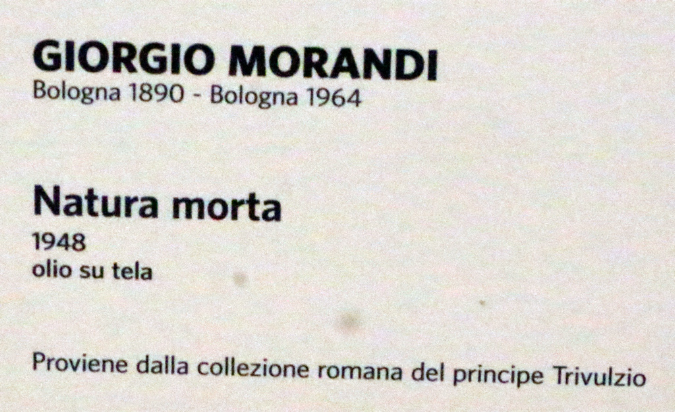 GIORGIO MORANDI
Bologna 1890 - Bologna 1964
Natura morta
1948
olio su tela
Proviene dalla collezione romana del principe Trivulzio